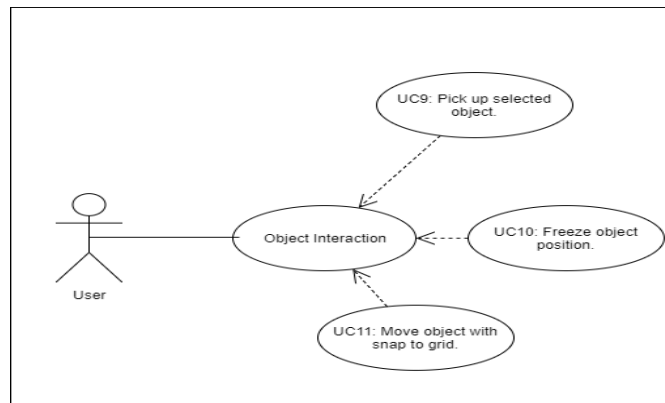 UC9: Pick up selected
object.
Object Interaction
UC10: Freeze object
position.
User
UC11: Move object with
snap to grid.